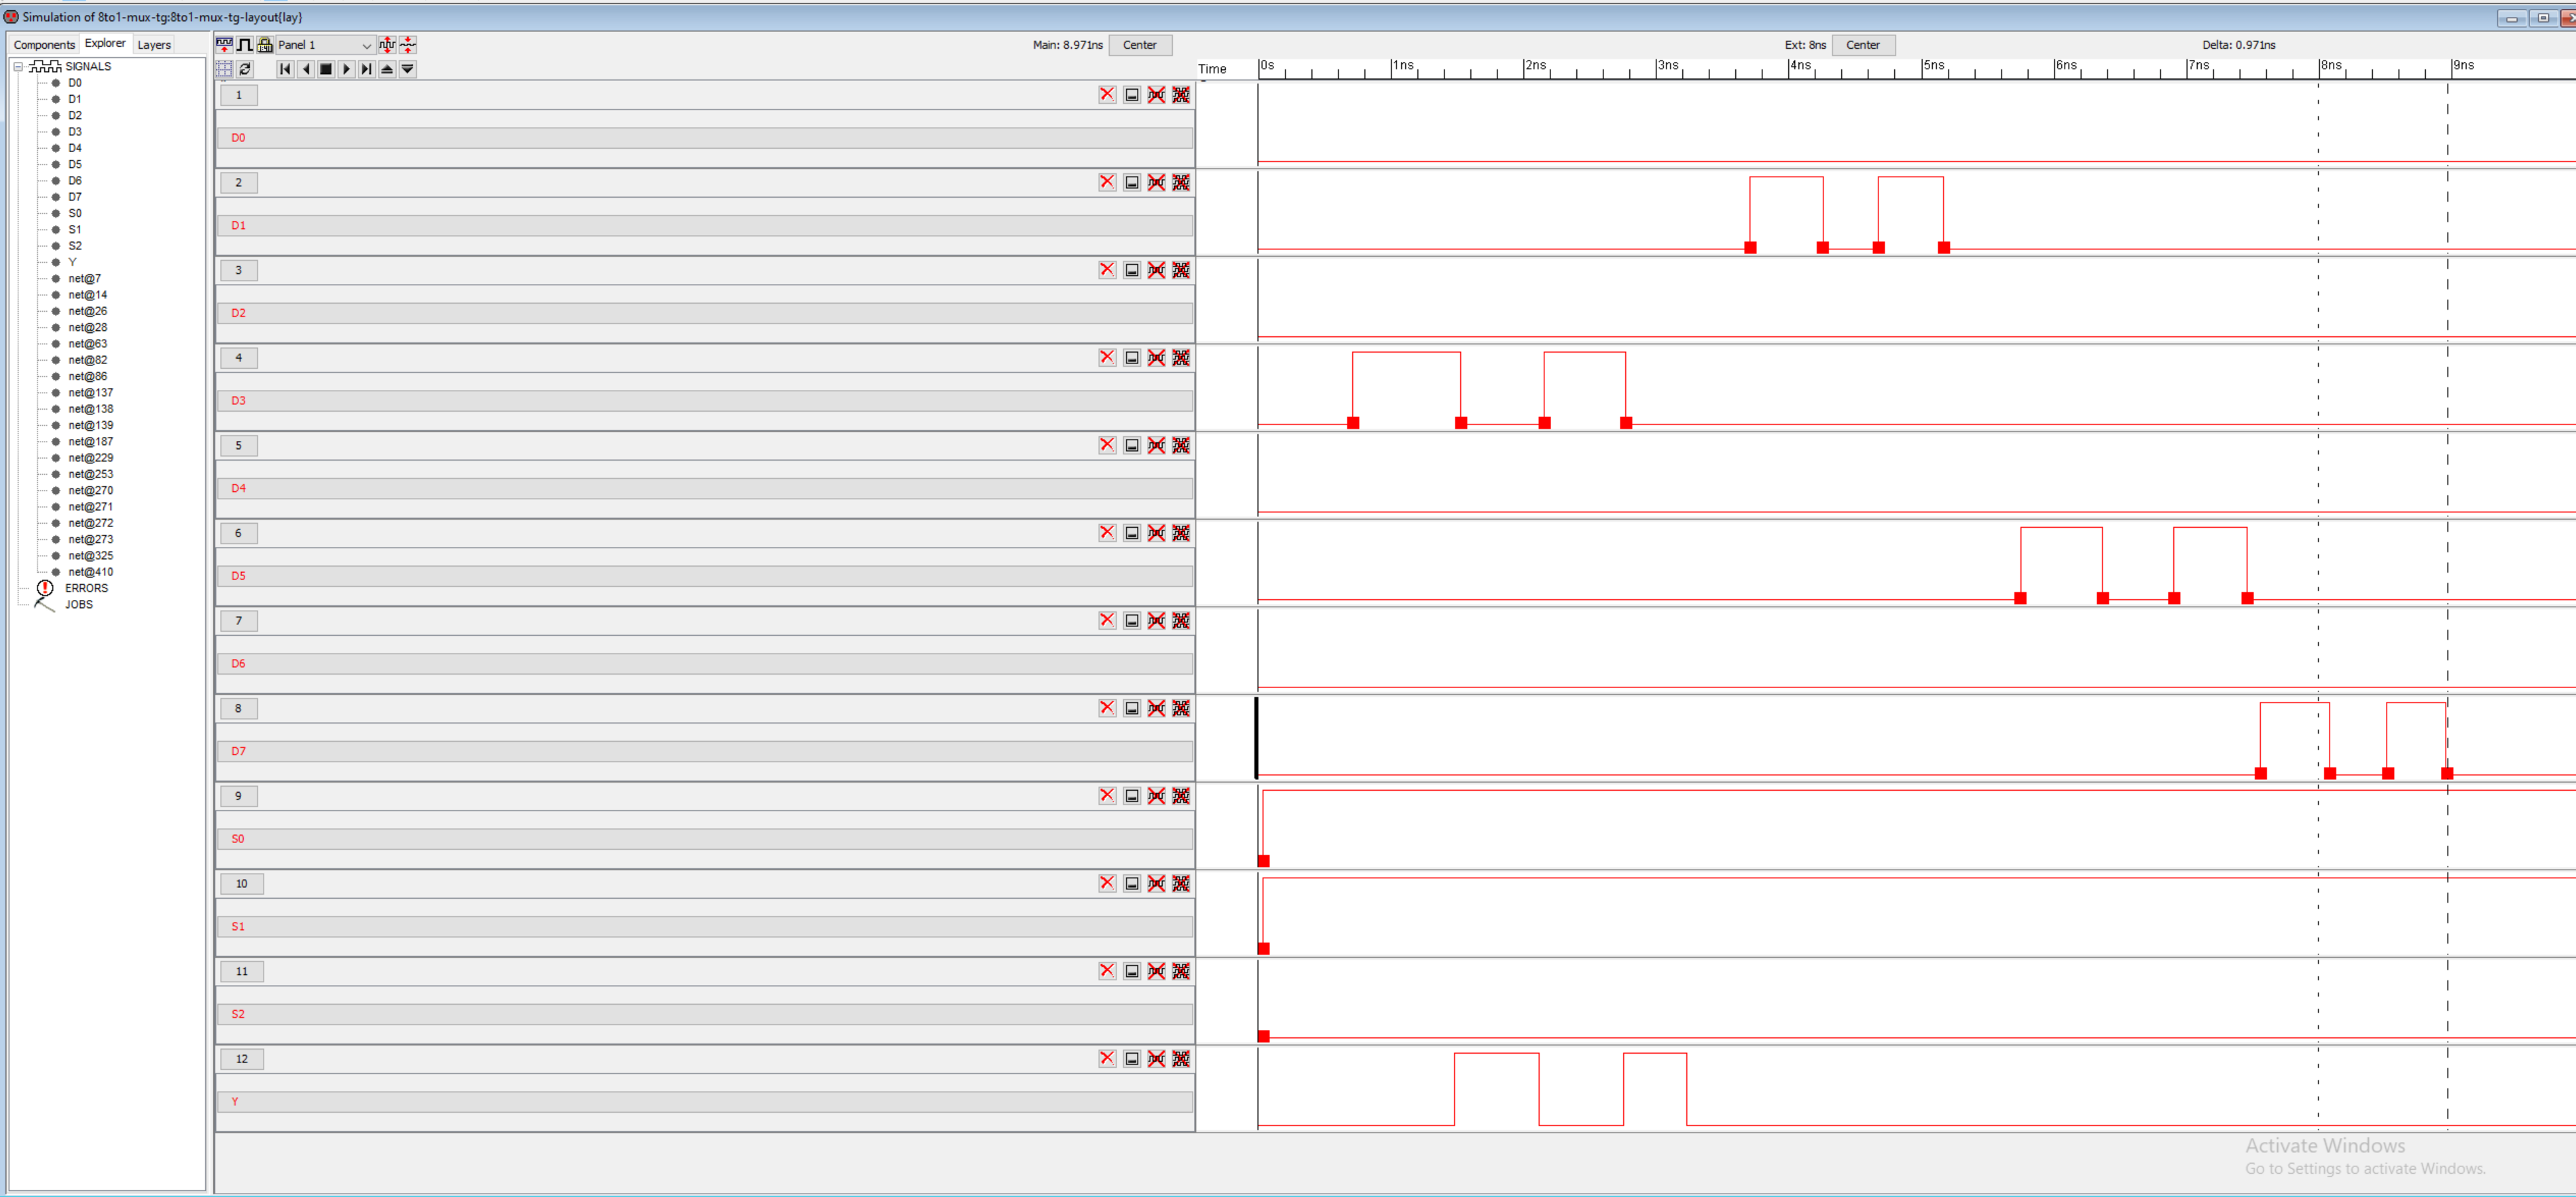 Simulation of 8to1-mux-tg:8to1-mux-tg-layout{lay}
Components Explorer Layers
Panel 1
Main: 8.971ns Center Ext: 8ns Center Delta: 0.971ns
Time 0s 1ns 2ns 3ns 4ns 5ns 6ns 7ns 8ns 9ns
SIGNALS
D0
D1
D2
D3
D4
D5
D6
D7
S0
S1
S2
Y
net@7
net@14
net@26
net@28
net@63
net@82
net@86
net@137
net@138
net@139
net@187
net@229
net@253
net@270
net@271
net@272
net@273
net@325
net@410
ERRORS
JOBS
1
D0
2
D1
3
D2
4
D3
5
D4
6
D5
7
D6
8
D7
9
S0
10
S1
11
S2
12
Y
Activate Windows
Go to Settings to activate Windows.